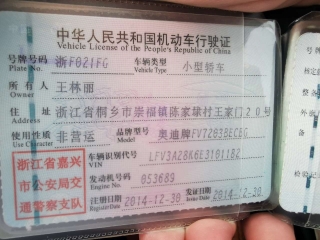 中华人民共和国机动车行驶证
Vehicle License of the People's Republic of China
号牌号码 浙F021FG 车辆类型 小型轿车
Plate No. Vehicle Type
所有人 王林丽
Owner
住址 浙江省桐乡市崇福镇陈家埭村王家门20号
Address
使用性质 非营运 品牌型号 奥迪牌FV7203BECBG
Use Character Model
浙江省嘉兴
市公安局交
通警察支队
车辆识别代号 LFV3A28K6E3101182
VIN
发动机号码 053689
Engine No.
注册日期 2014-12-30 发证日期 2014-12-30
Register Date Issue Date